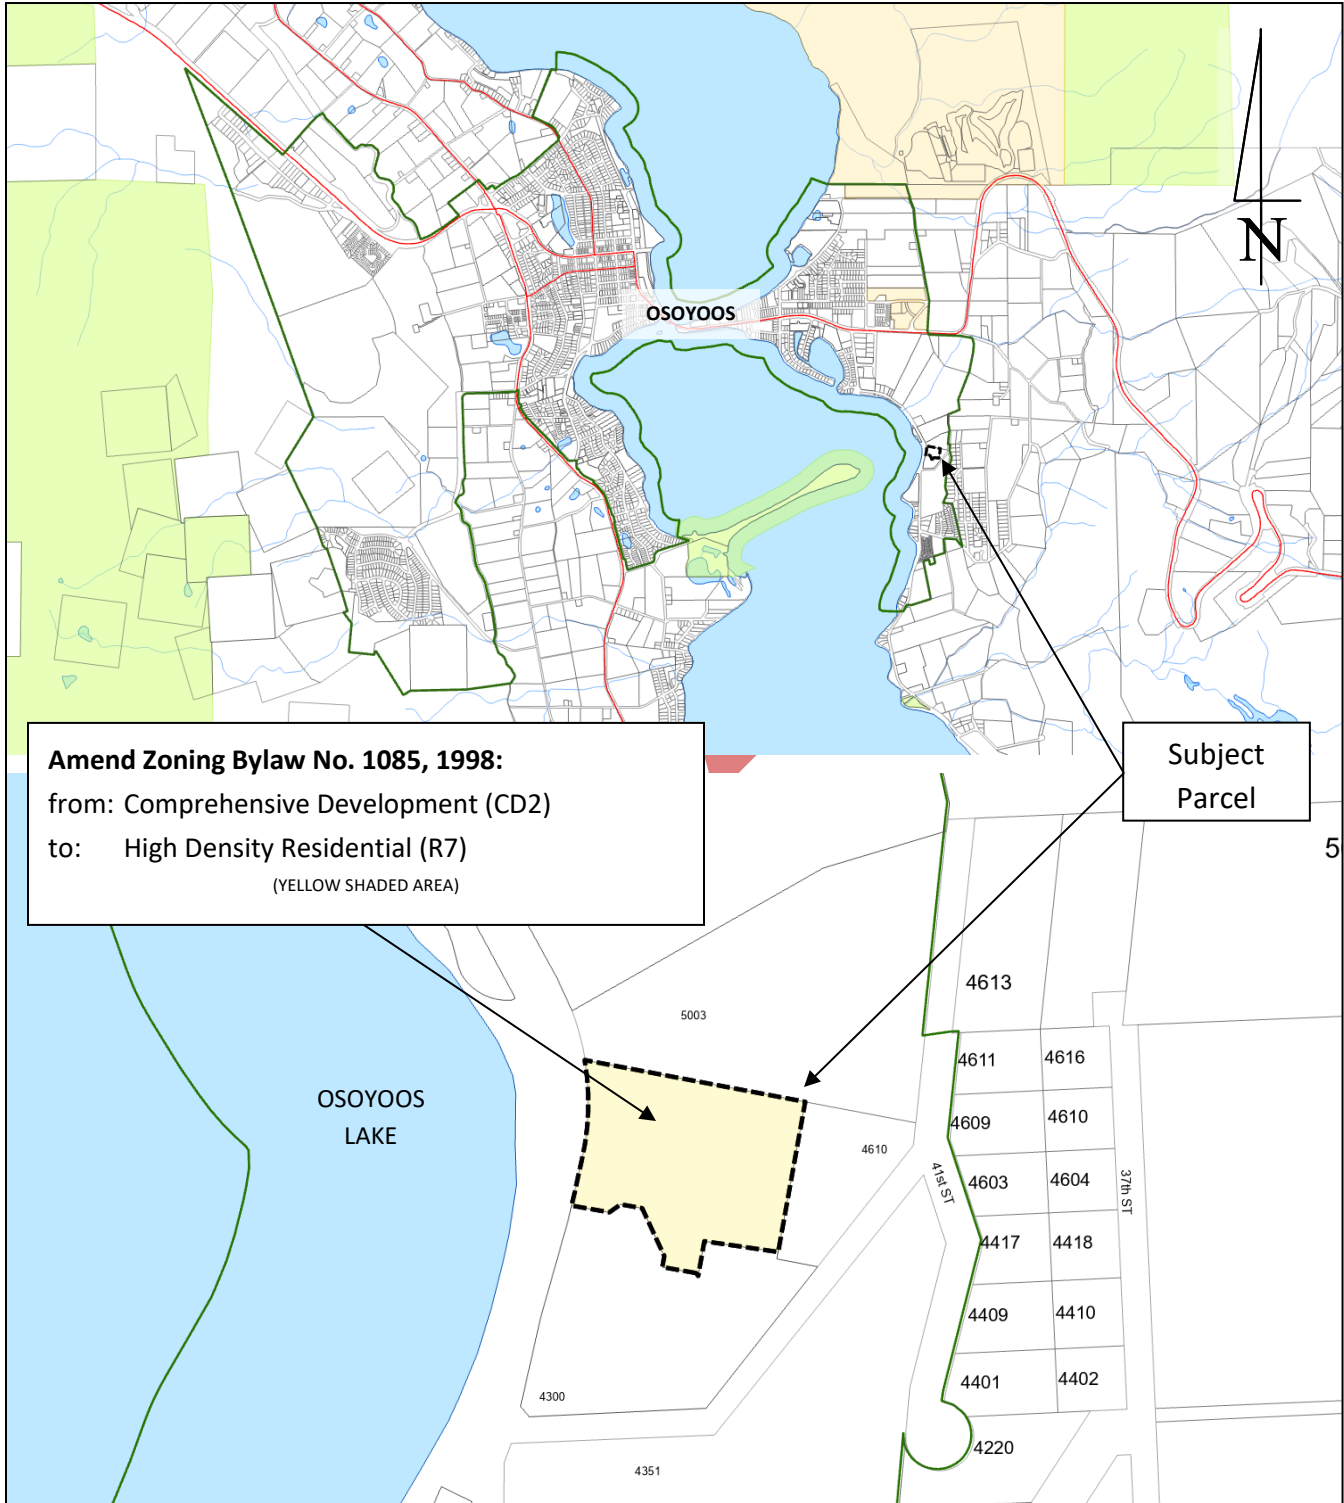 OSOYOOS
N
Amend Zoning Bylaw No. 1085, 1998:
from: Comprehensive Development (CD2)
to: High Density Residential (R7)
(YELLOW SHADED AREA)
Subject
Parcel
5
4613
5003
4611
4616
OSOYOOS
LAKE
4609
4610
4610
41st ST
4603
4604
37th ST
4417
4418
4409
4410
4401
4402
4300
4220
4351